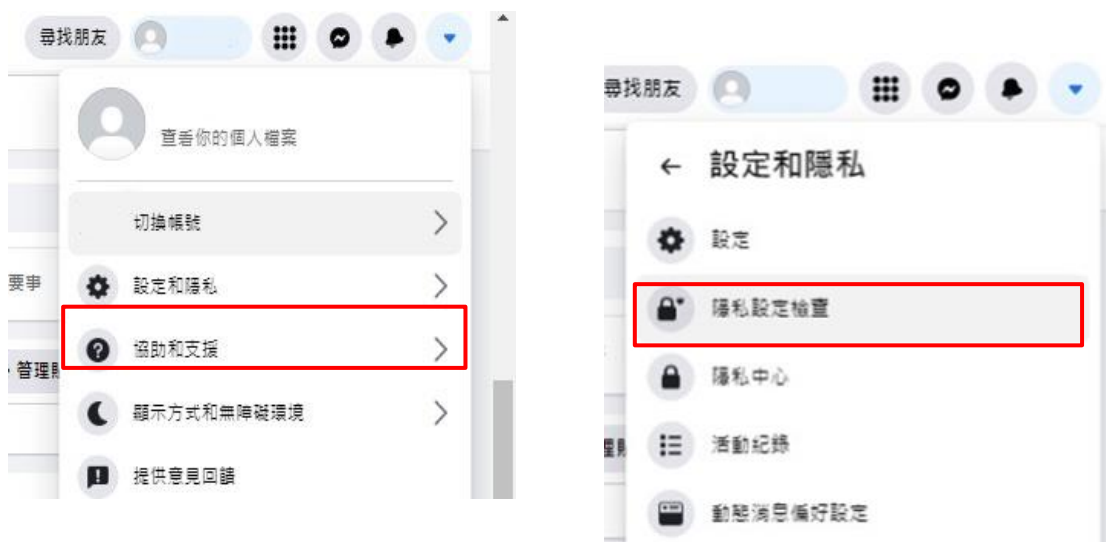 尋找朋友
查看你的個人檔案
切換帳號
要事
設定和隱私
協助和支援
管理
顯示方式和無障礙環境
提供意見回饋
尋找朋友
設定和隱私
設定
隱私設定檢查
隱私中心
理
活動紀錄
動態消息偏好設定